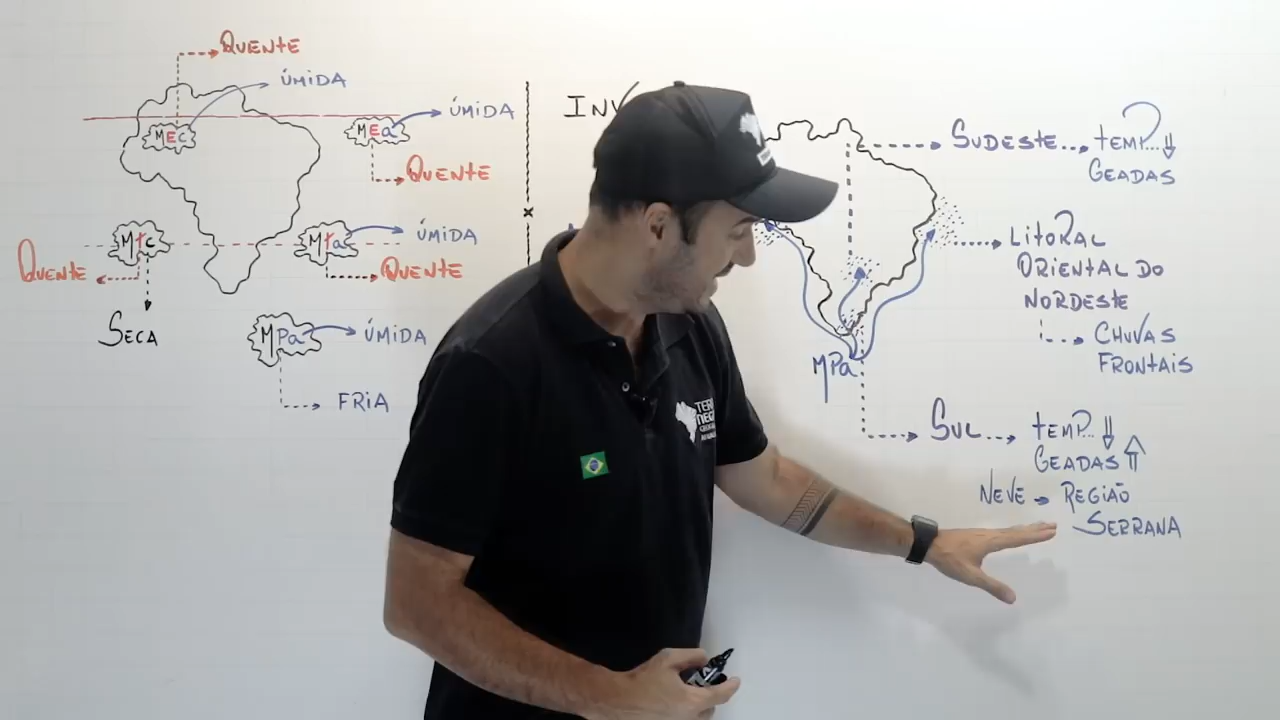 QUENTE
ÚMIDA
MEc
MEa
ÚMIDA
QUENTE
MTc
QUENTE
SECA
MTa
ÚMIDA
QUENTE
MPa
ÚMIDA
FRIA
INV
SUDESTE
TEMP.
GEADAS
LITORAL
ORIENTAL DO
NORDESTE
CHUVAS
FRONTAIS
MPa
SUL
TEMP.
GEADAS
NEVE REGIÃO
SERRANA